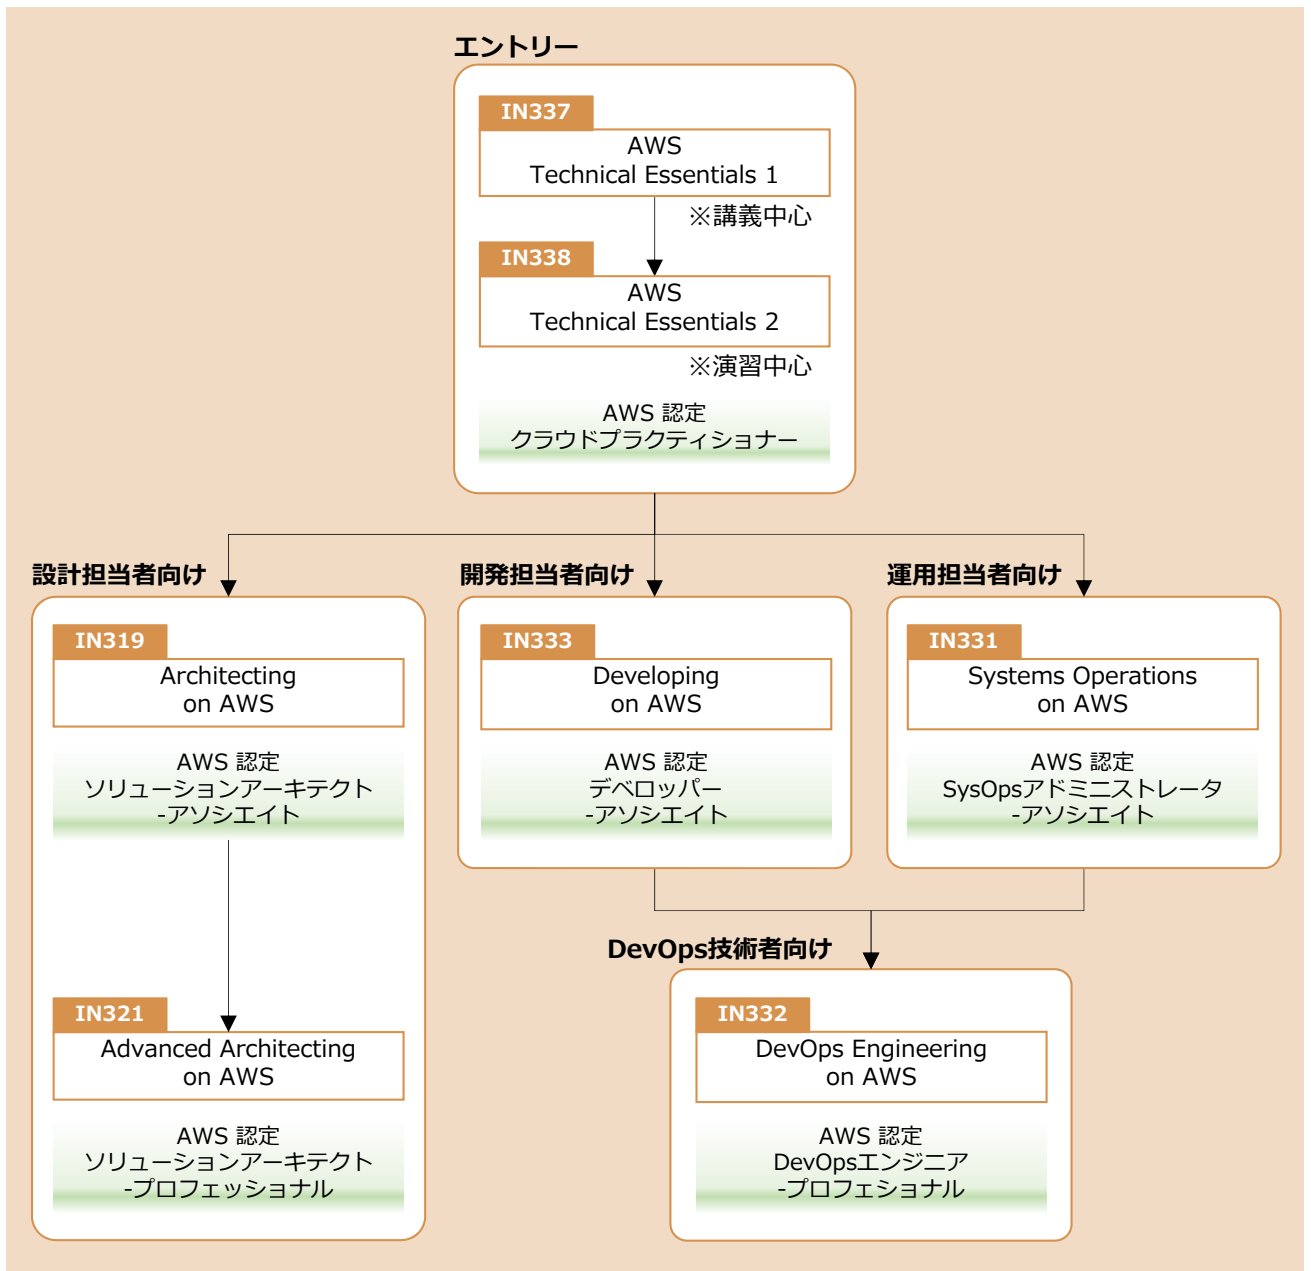 エントリー
IN337
AWS
Technical Essentials 1
※講義中心
IN338
AWS
Technical Essentials 2
※演習中心
AWS 認定
クラウドプラクティショナー
設計担当者向け
IN319
Architecting
on AWS
AWS 認定
ソリューションアーキテクト
-アソシエイト
IN321
Advanced Architecting
on AWS
AWS 認定
ソリューションアーキテクト
-プロフェッショナル
開発担当者向け
IN333
Developing
on AWS
AWS 認定
デベロッパー
-アソシエイト
運用担当者向け
IN331
Systems Operations
on AWS
AWS 認定
SysOpsアドミニストレータ
-アソシエイト
DevOps技術者向け
IN332
DevOps Engineering
on AWS
AWS 認定
DevOpsエンジニア
-プロフェショナル